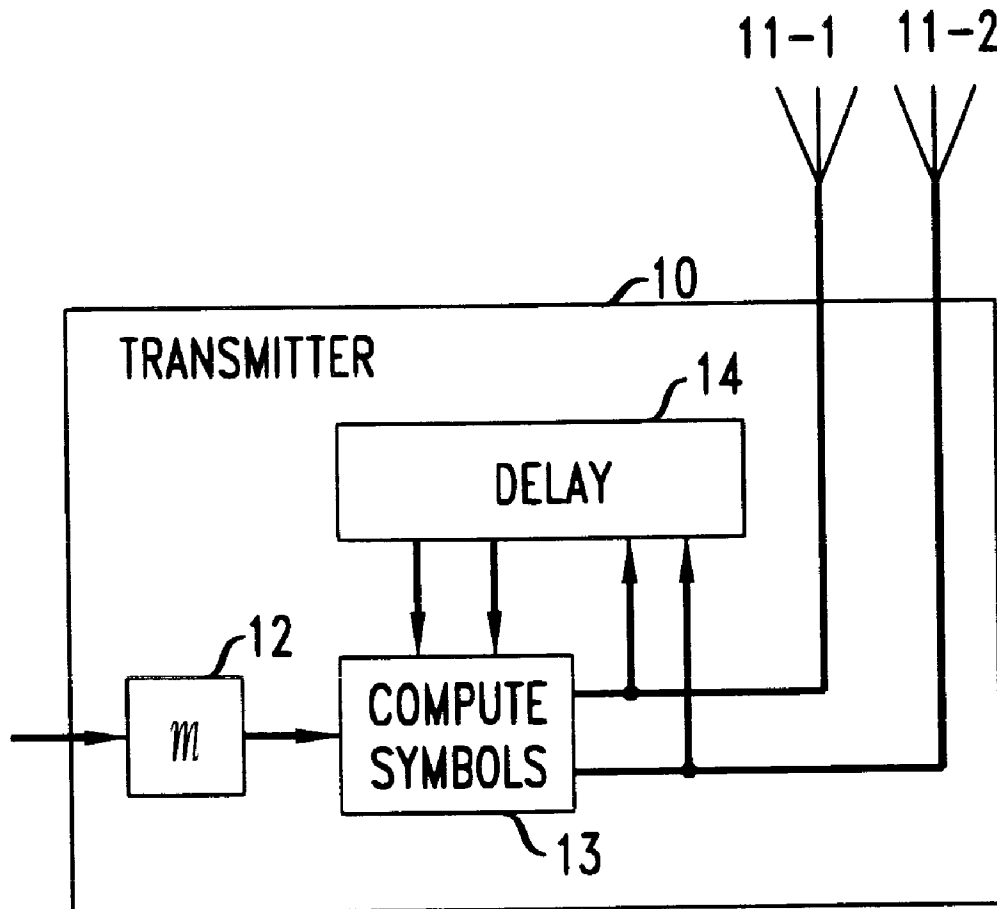 11-1 11-2
10
TRANSMITTER
14
DELAY
12
m
COMPUTE
SYMBOLS
13